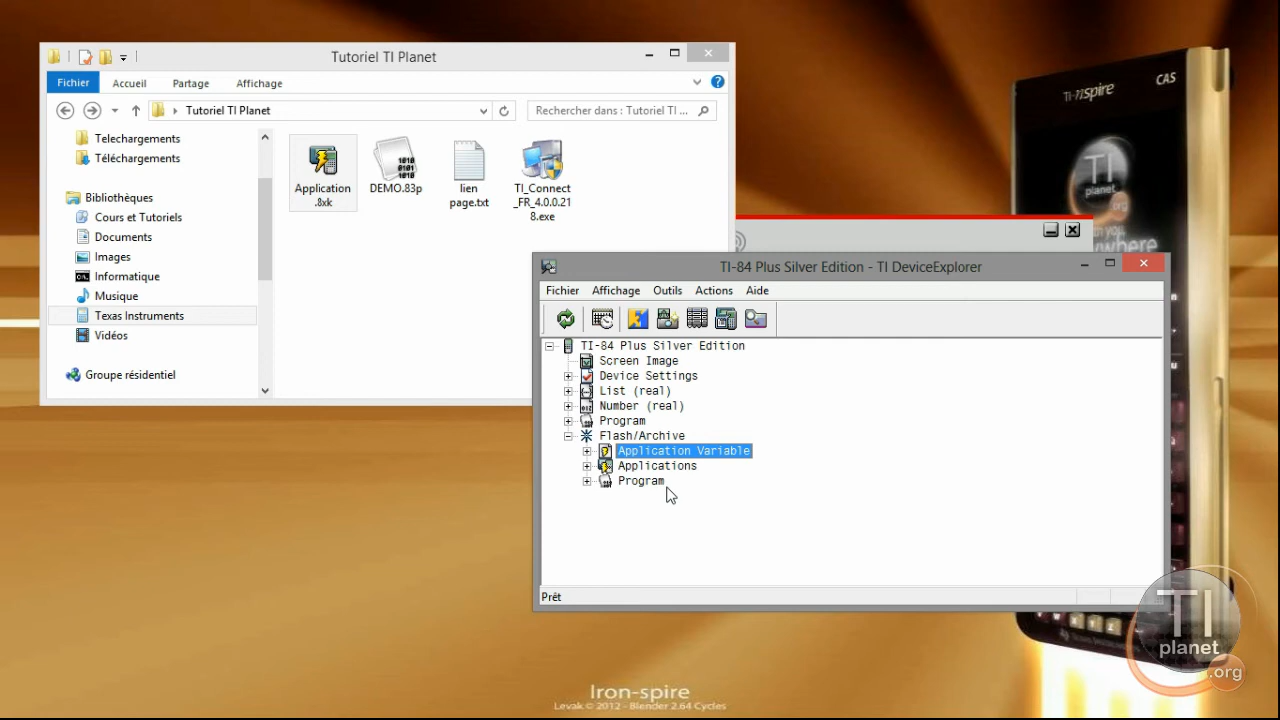 Tutoriel TI Planet
Fichier Accueil Partage Affichage
Tutoriel TI Planet
Rechercher dans : Tutoriel TI ...
Telechargements
Téléchargements
Bibliothèques
Cours et Tutoriels
Documents
Images
Informatique
Musique
Texas Instruments
Vidéos
Groupe résidentiel
Application
.8xk
DEMO.83p
lien
page.txt
TI_Connect
_FR_4.0.0.21
8.exe
TI-84 Plus Silver Edition - TI DeviceExplorer
Fichier Affichage Outils Actions Aide
TI-84 Plus Silver Edition
Screen Image
Device Settings
List (real)
Number (real)
Program
Flash/Archive
Application Variable
Applications
Program
Prêt
TI-nspire CAS
TI
planet
.org
TI
planet
.org
Iron-spire
Levak © 2012 - Blender 2.64 Cycles